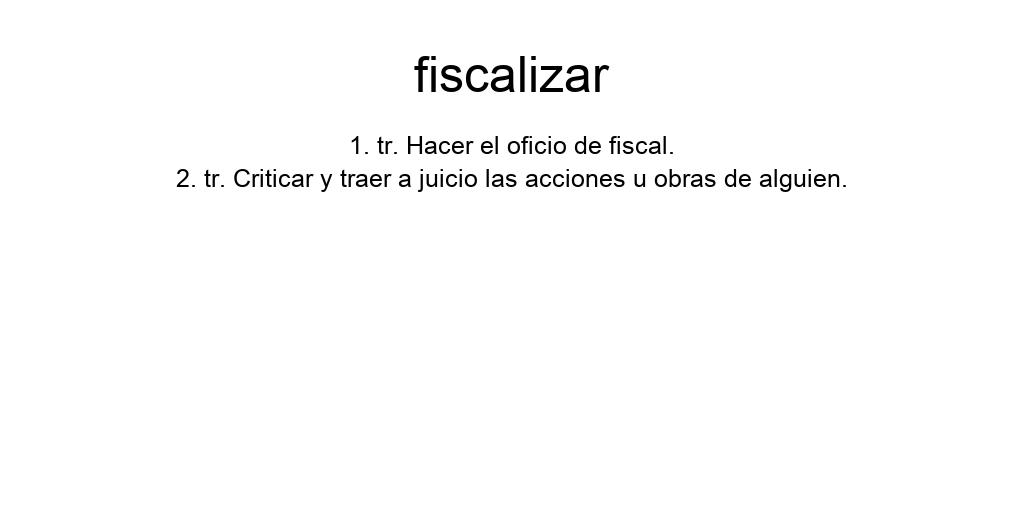 fiscalizar
1. tr. Hacer el oficio de fiscal.
2. tr. Criticar y traer a juicio las acciones u obras de alguien.